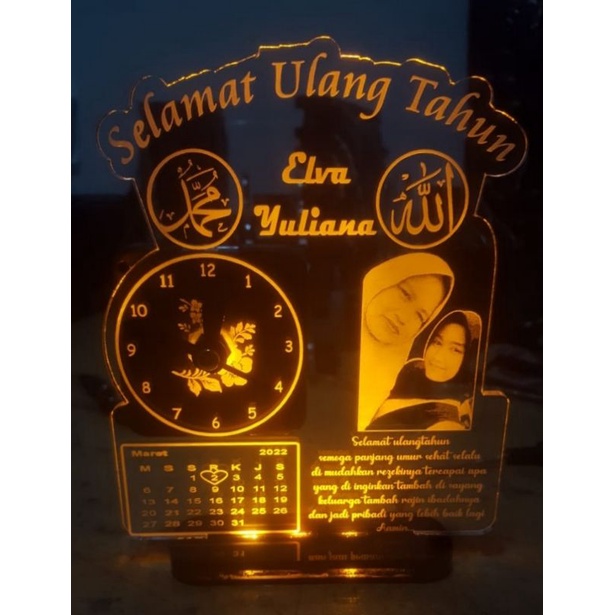 Selamat Ulang Tahun
محمد
Elva
Yuliana
الله
12
11 1
10 2
9 3
8 4
7 5
6
Maret 2022
M S S R K J S
1 2 3 4 5
6 7 8 9 10 11 12
13 14 15 16 17 18 19
20 21 22 23 24 25 26
27 28 29 30 31
Selamat ulangtahun
semoga panjang umur sehat selalu
di mudahkan rezekinya tercapai apa
yang di inginkan tambah di sayang
keluarga tambah rajin ibadahnya
dan jadi pribadi yang lebih baik lagi